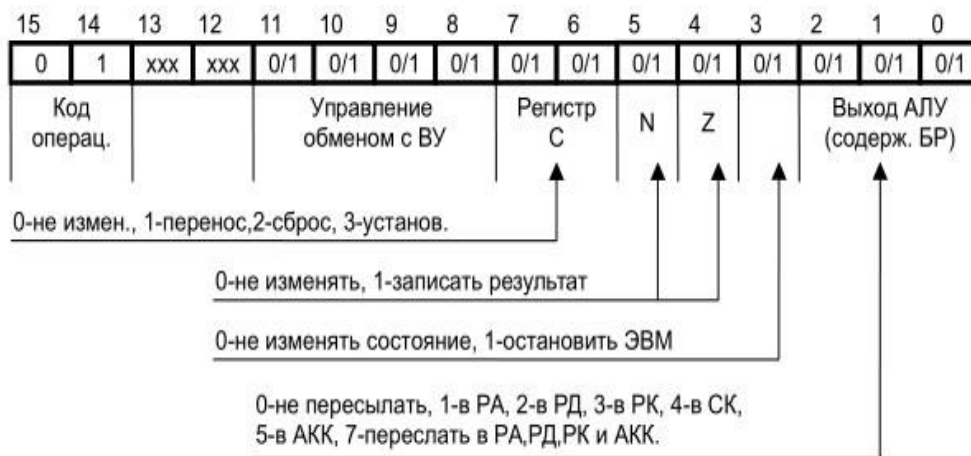 15 14 13 12 11 10 9 8 7 6 5 4 3 2 1 0
0 1 xxx xxx 0/1 0/1 0/1 0/1 0/1 0/1 0/1 0/1 0/1 0/1 0/1 0/1
Код операц.
Управление обменом с ВУ
Регистр С
N
Z
Выход АЛУ (содерж. БР)
0-не измен., 1-перенос,2-сброс, 3-установ.
0-не изменять, 1-записать результат
0-не изменять состояние, 1-остановить ЭВМ
0-не пересылать, 1-в РА, 2-в РД, 3-в РК, 4-в СК,
5-в АКК, 7-переслать в РА,РД,РК и АКК.